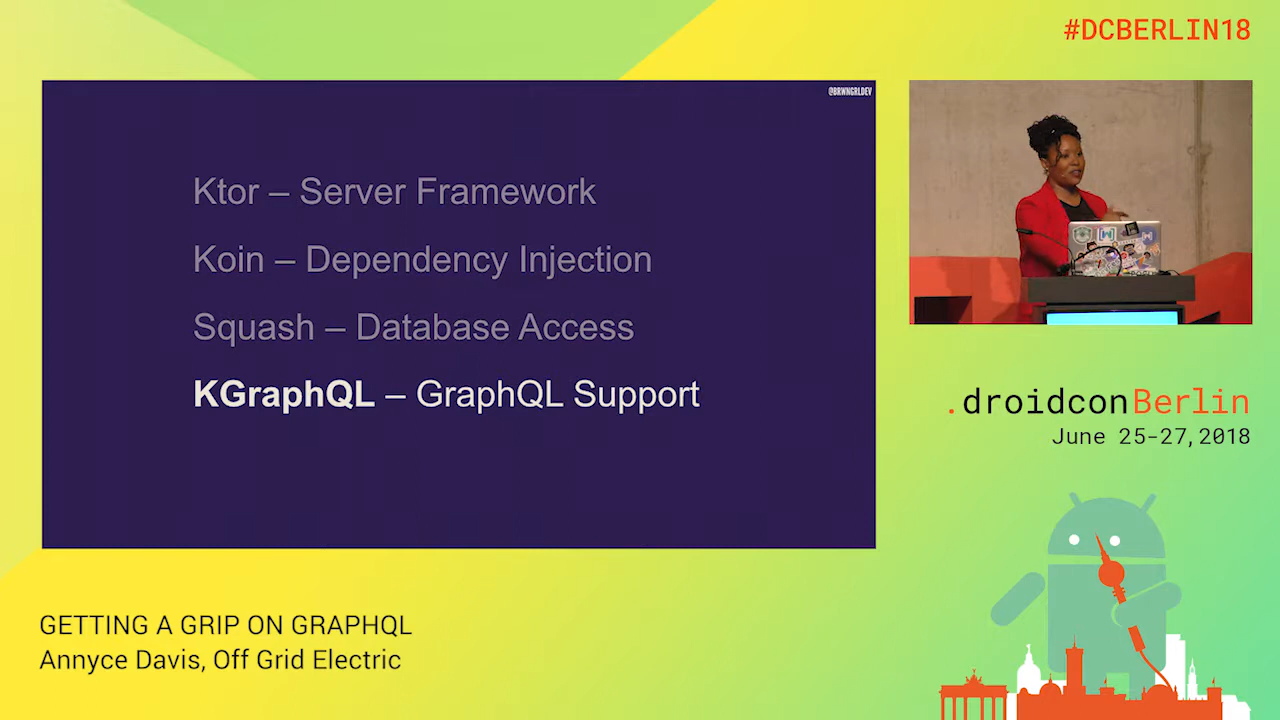 #DCBERLIN18
@BRWNGRLDEV
Ktor – Server Framework
Koin – Dependency Injection
Squash – Database Access
KGraphQL – GraphQL Support
.droidconBerlin
June 25-27,2018
GETTING A GRIP ON GRAPHQL
Annyce Davis, Off Grid Electric